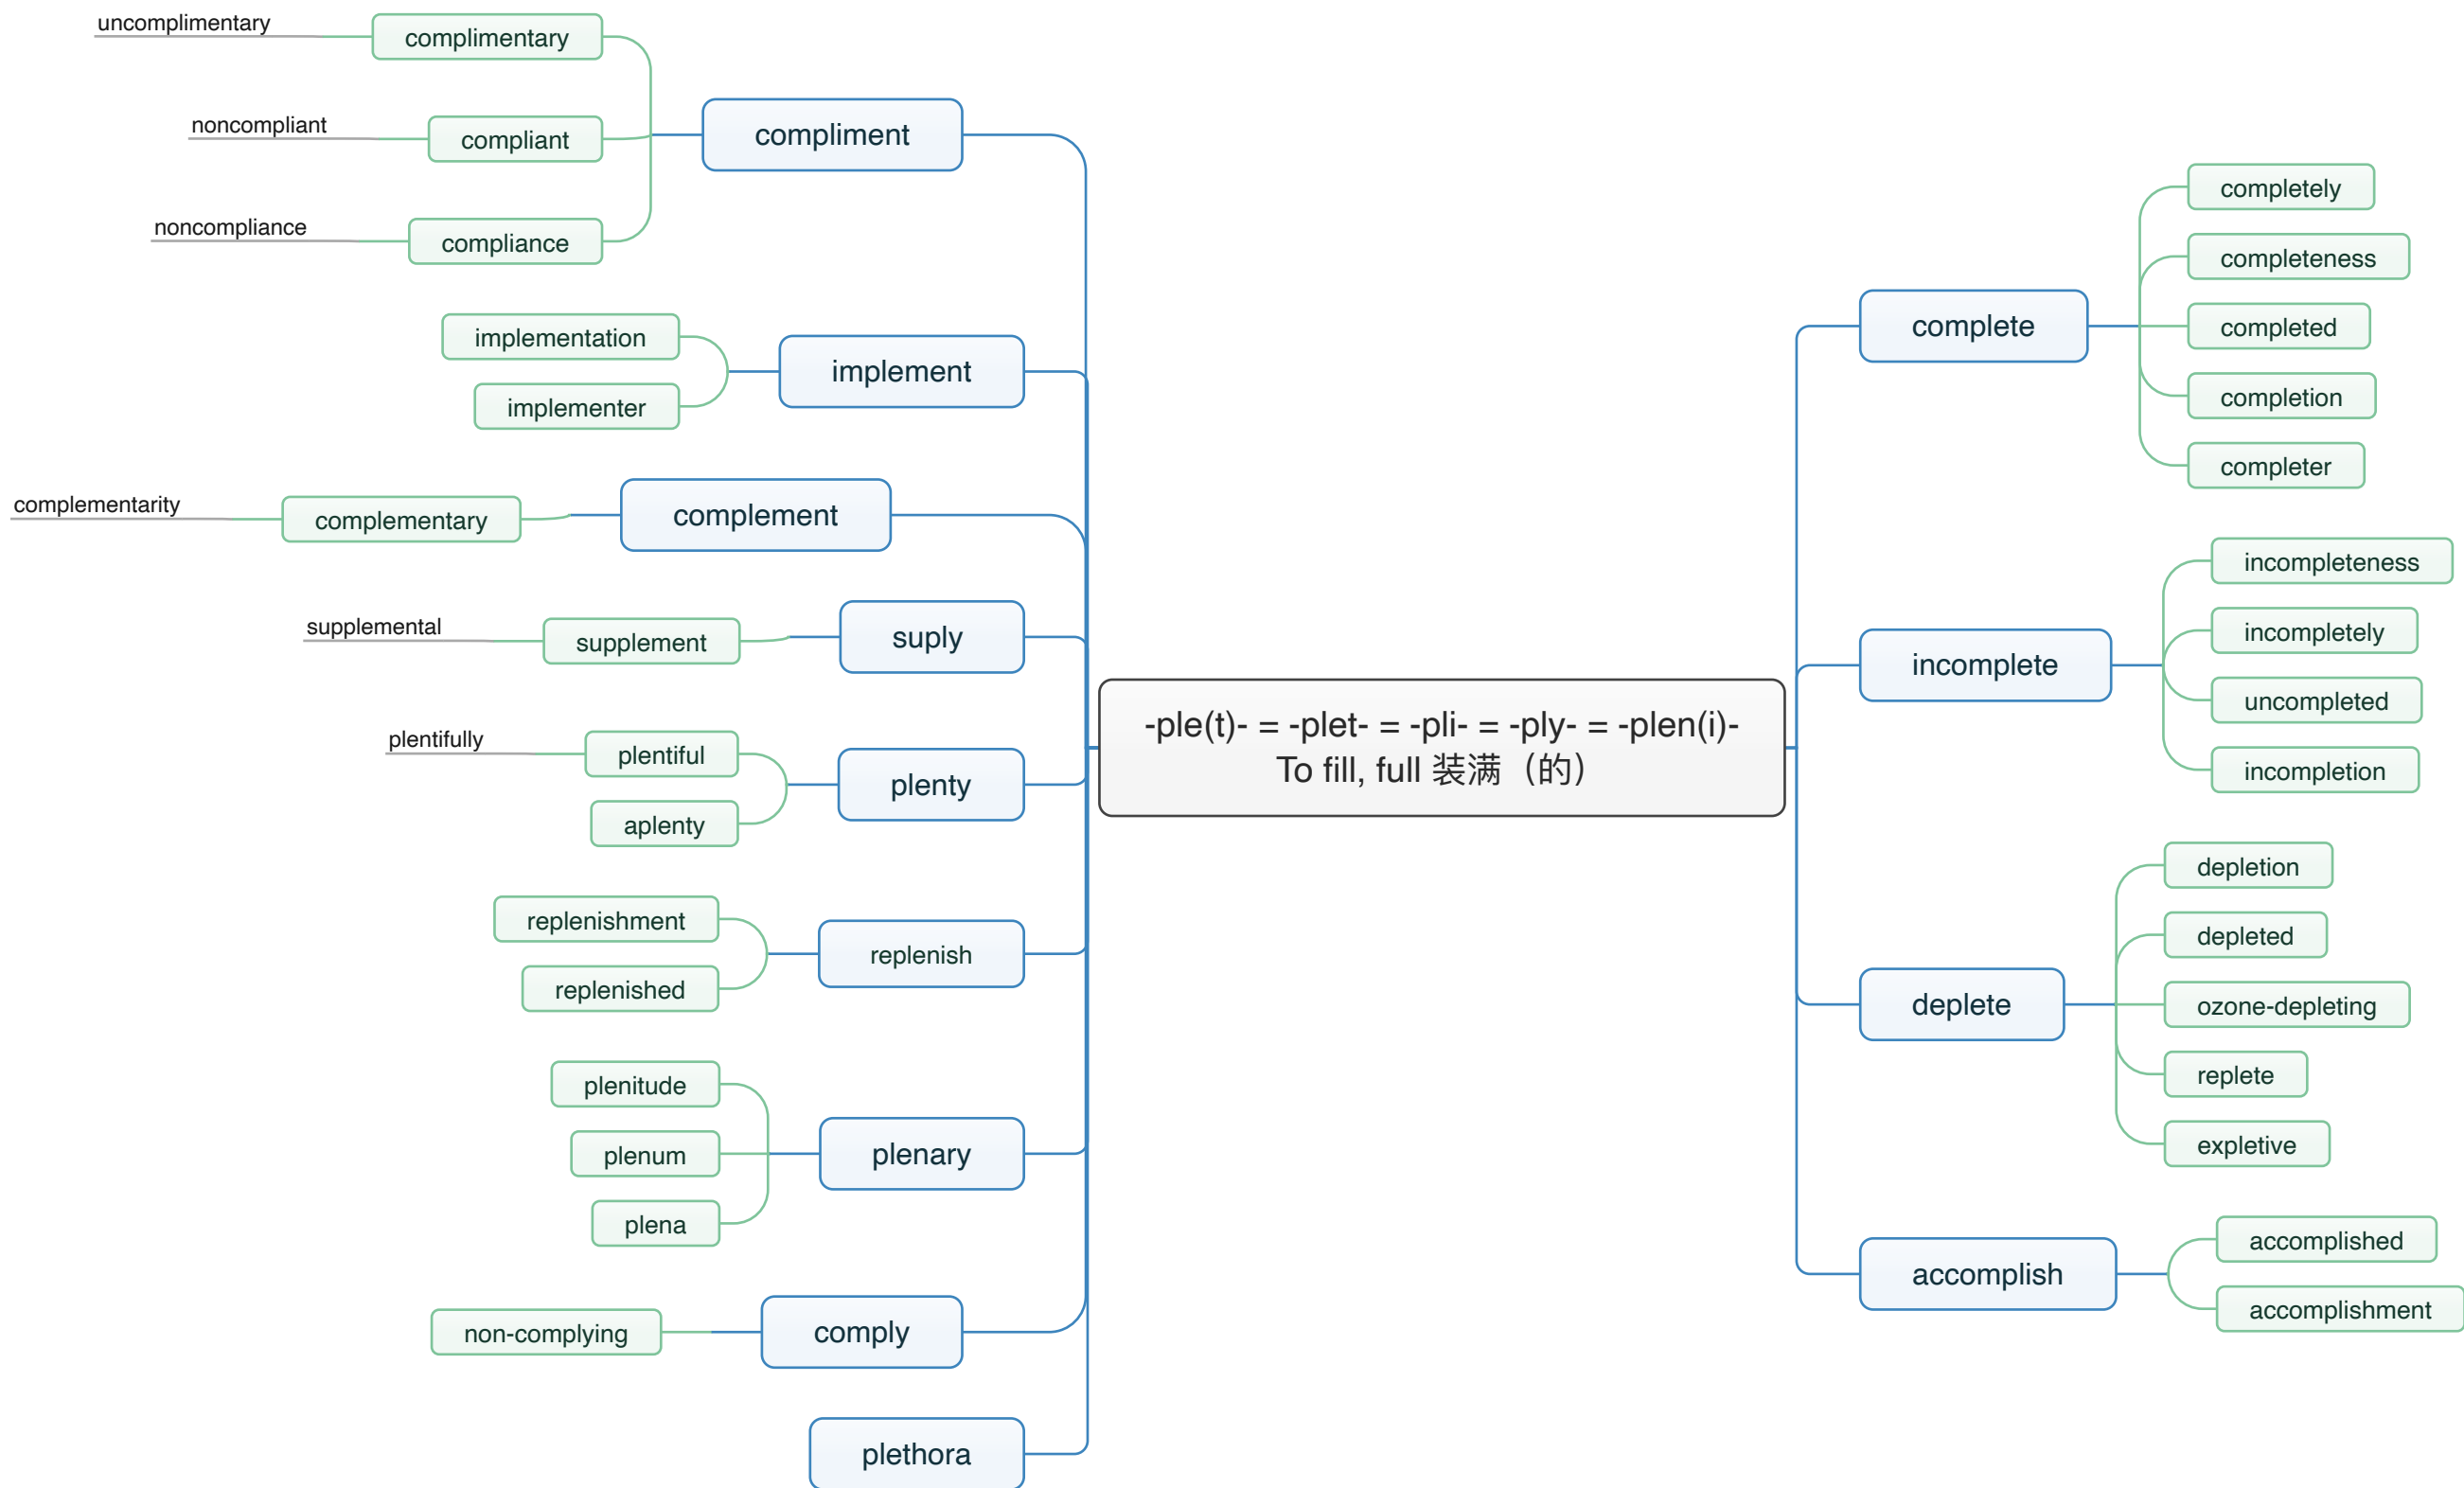 -ple(t)- = -plet- = -pli- = -ply- = -plen(i)-
To fill, full 装满（的）
complete
completely
completeness
completed
completion
completer
incomplete
incompleteness
incompletely
uncompleted
incompletion
deplete
depletion
depleted
ozone-depleting
replete
expletive
accomplish
accomplished
accomplishment
compliment
complimentary
uncomplimentary
compliant
noncompliant
compliance
noncompliance
implement
implementation
implementer
complement
complementary
complementarity
suply
supplement
supplemental
plenty
plentiful
plentifully
aplenty
replenish
replenishment
replenished
plenary
plenitude
plenum
plena
comply
non-complying
plethora